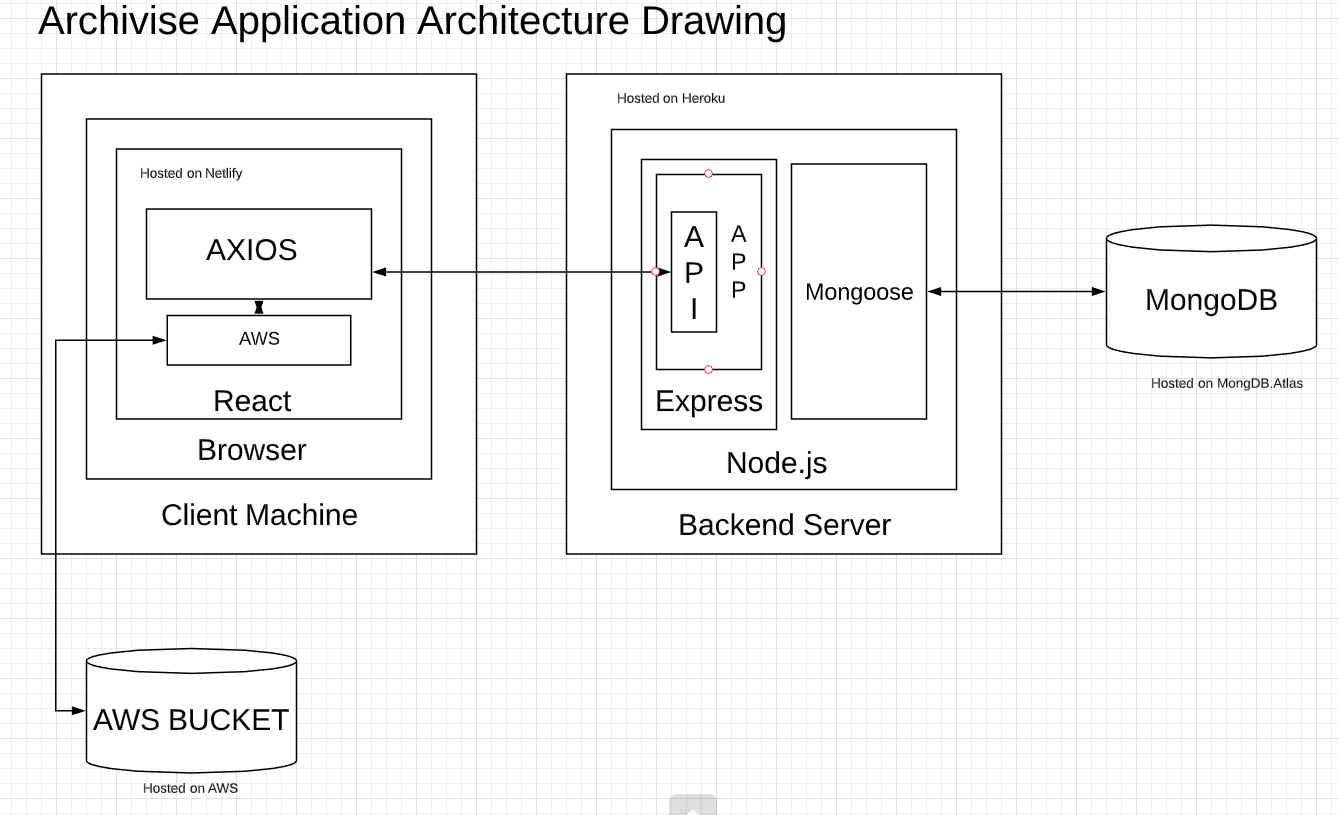 Archivise Application Architecture Drawing
Hosted on Netlify
AXIOS
AWS
React
Browser
Client Machine
Hosted on Heroku
A
P
I
A
P
P
Express
Mongoose
Node.js
Backend Server
MongoDB
Hosted on MongDB.Atlas
AWS BUCKET
Hosted on AWS